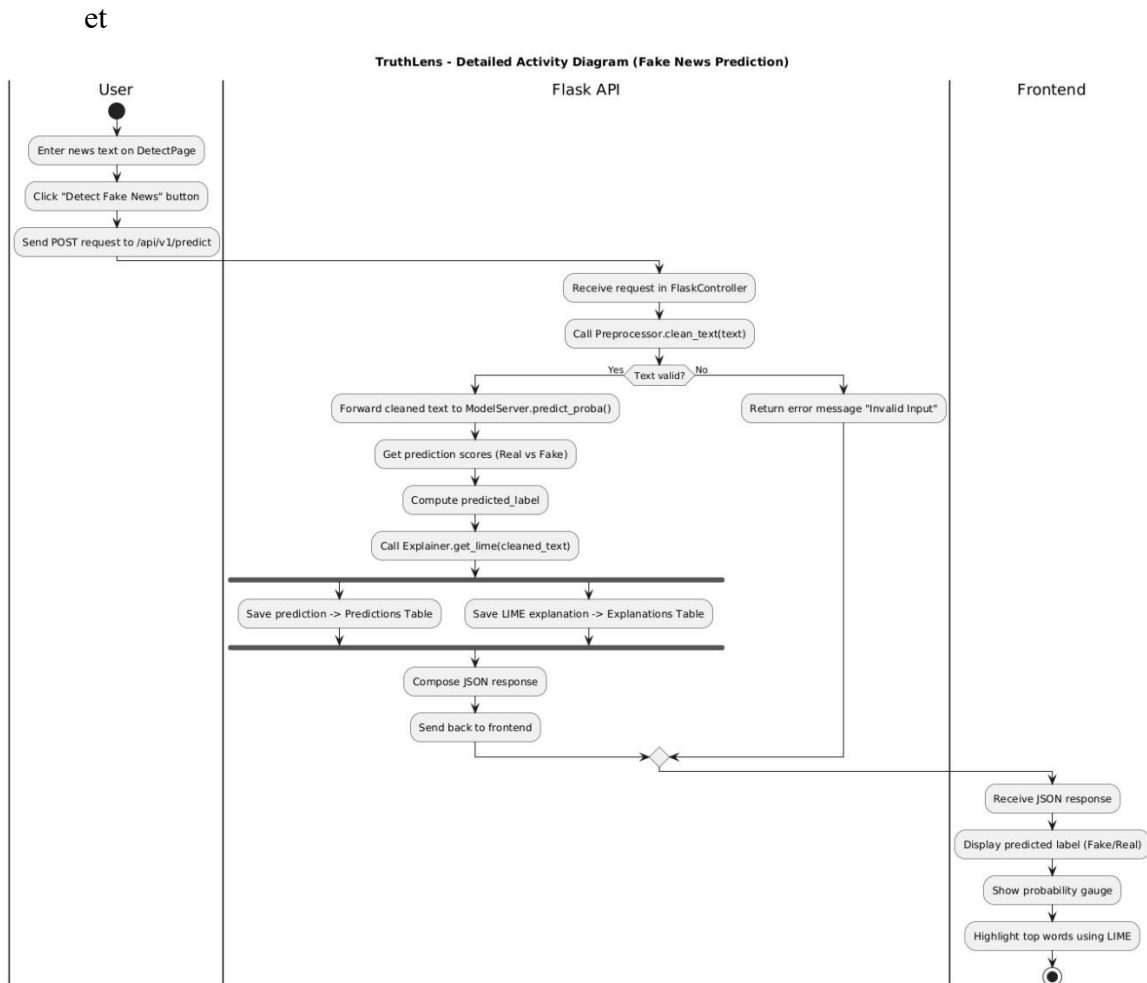 et
TruthLens - Detailed Activity Diagram (Fake News Prediction)
User
Flask API
Frontend
Enter news text on DetectPage
Click "Detect Fake News" button
Send POST request to /api/v1/predict
Receive request in FlaskController
Call Preprocessor.clean_text(text)
Yes
Text valid?
No
Forward cleaned text to ModelServer.predict_proba()
Return error message "Invalid Input"
Get prediction scores (Real vs Fake)
Compute predicted_label
Call Explainer.get_lime(cleaned_text)
Save prediction -> Predictions Table
Save LIME explanation -> Explanations Table
Compose JSON response
Send back to frontend
Receive JSON response
Display predicted label (Fake/Real)
Show probability gauge
Highlight top words using LIME